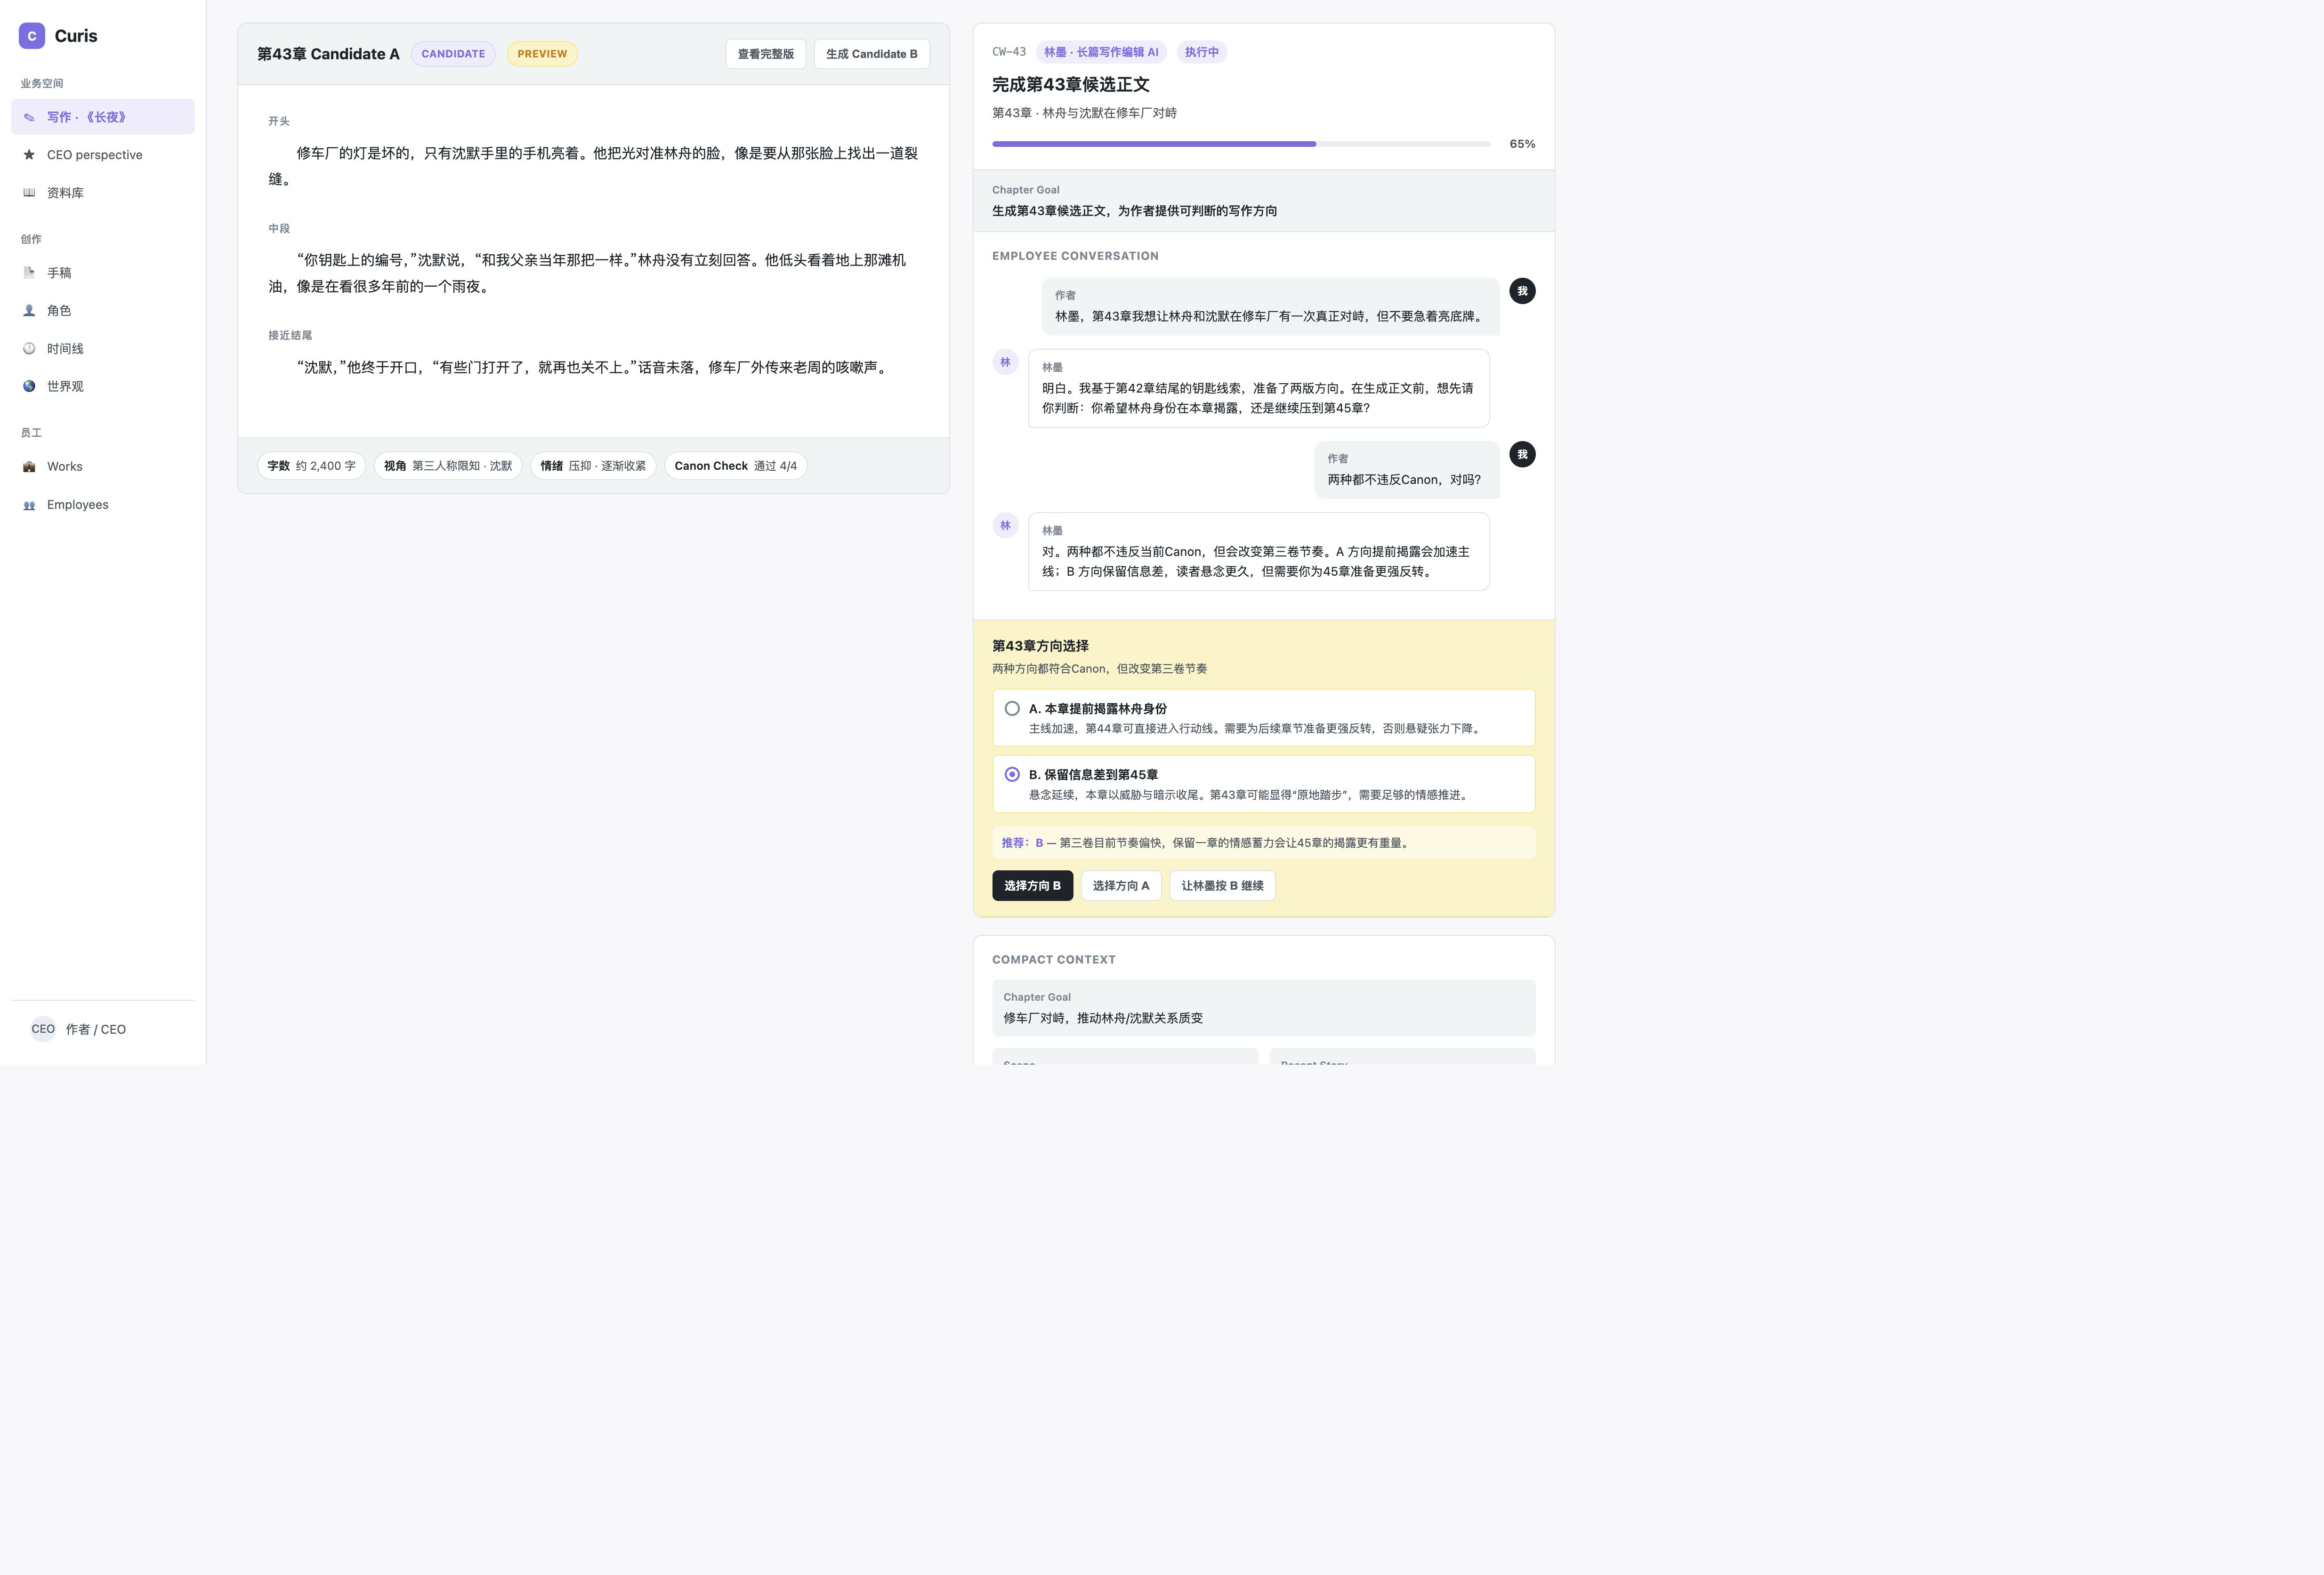 C Curis
业务空间
写作 · 《长夜》
CEO perspective
资料库
创作
手稿
角色
时间线
世界观
员工
Works
Employees
CEO 作者 / CEO
第43章 Candidate A CANDIDATE PREVIEW 查看完整版 生成 Candidate B
开头
修车厂的灯是坏的，只有沈默手里的手机亮着。他把光对准林舟的脸，像是要从那张脸上找出一道裂
缝。
中段
“你钥匙上的编号，”沈默说，“和我父亲当年那把一样。”林舟没有立刻回答。他低头看着地上那滩机
油，像是在看很多年前的一个雨夜。
接近结尾
“沈默，”他终于开口，“有些门打开了，就再也关不上。”话音未落，修车厂外传来老周的咳嗽声。
字数 约 2,400 字 视角 第三人称限知 · 沈默 情绪 压抑 · 逐渐收紧 Canon Check 通过 4/4
CW-43 林墨 · 长篇写作编辑 AI 执行中
完成第43章候选正文
第43章 · 林舟与沈默在修车厂对峙
65%
Chapter Goal
生成第43章候选正文，为作者提供可判断的写作方向
EMPLOYEE CONVERSATION
我
作者
林墨，第43章我想让林舟和沈默在修车厂有一次真正对峙，但不要急着亮底牌。
林
林墨
明白。我基于第42章结尾的钥匙线索，准备了两版方向。在生成正文前，想先请
你判断：你希望林舟身份在本章揭露，还是继续压到第45章？
我
作者
两种都不违反Canon，对吗？
林
林墨
对。两种都不违反当前Canon，但会改变第三卷节奏。A 方向提前揭露会加速主
线；B 方向保留信息差，读者悬念更久，但需要你为45章准备更强反转。
第43章方向选择
两种方向都符合Canon，但改变第三卷节奏
A. 本章提前揭露林舟身份
主线加速，第44章可直接进入行动线。需要为后续章节准备更强反转，否则悬疑张力下降。
B. 保留信息差到第45章
悬念延续，本章以威胁与暗示收尾。第43章可能显得“原地踏步”，需要足够的情感推进。
推荐：B — 第三卷目前节奏偏快，保留一章的情感蓄力会让45章的揭露更有重量。
选择方向 B 选择方向 A 让林墨按 B 继续
COMPACT CONTEXT
Chapter Goal
修车厂对峙，推动林舟/沈默关系质变
Scene Recent Story